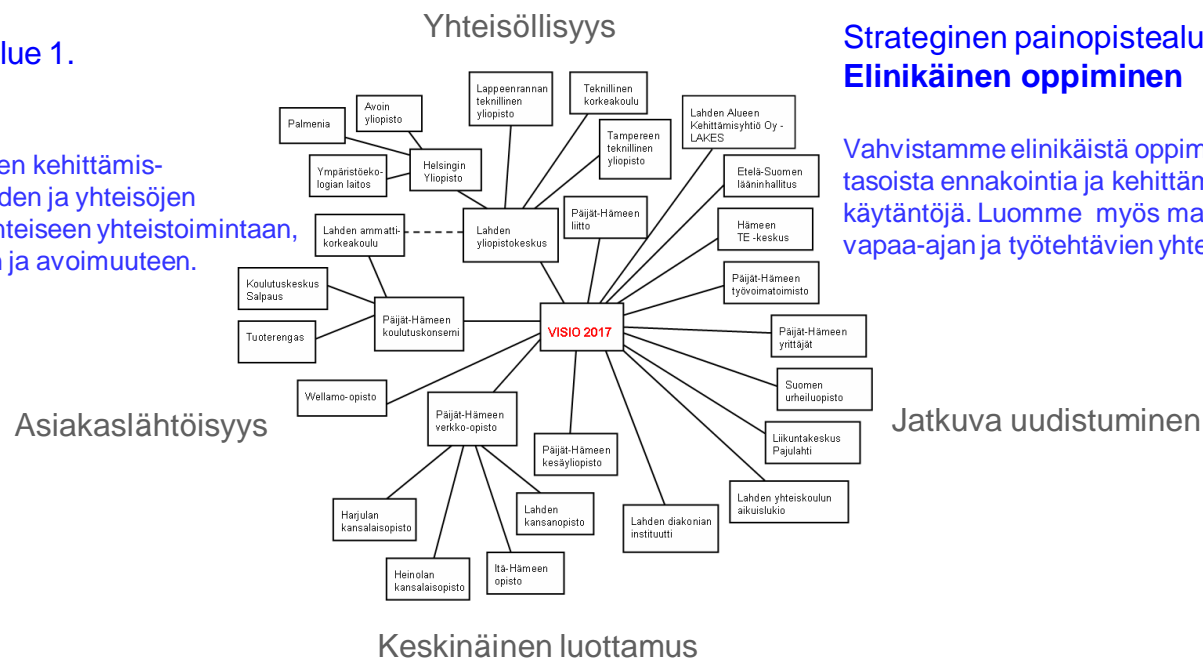 Yhteisöllisyys
lue 1.
en kehittämis-
den ja yhteisöjen
nteiseen yhteistoimintaan,
n ja avoimuuteen.
Strateginen painopistealu
Elinikäinen oppiminen
Vahvistamme elinikäistä oppim
tasoista ennakointia ja kehittäm
käytäntöjä. Luomme myös ma
vapaa-ajan ja työtehtävien yhte
Lappeenrannan
teknillinen
yliopisto
Teknillinen
korkeakoulu
Avoin
yliopisto
Palmenia
Lahden Alueen
Kehittämisyhtiö Oy -
LAKES
Tampereen
teknillinen
yliopisto
Ympäristöeko-
logian laitos
Helsingin
Yliopisto
Etelä-Suomen
lääninhallitus
Päijät-Hämeen
liitto
Lahden ammatti-
korkeakoulu
Lahden
yliopistokeskus
Hämeen
TE -keskus
Koulutuskeskus
Salpaus
Päijät-Hämeen
työvoimatoimisto
Tuoterengas
Päijät-Hämeen
koulutuskonserni
VISIO 2017
Päijät-Hämeen
yrittäjät
Wellamo-opisto
Suomen
urheiluopisto
Päijät-Hämeen
verkko-opisto
Asiakaslähtöisyys
Jatkuva uudistuminen
Päijät-Hämeen
kesäyliopisto
Liikuntakeskus
Pajulahti
Harjulan
kansalaisopisto
Lahden
kansanopisto
Lahden diakonian
instituutti
Lahden yhteiskoulun
aikuislukio
Heinolan
kansalaisopisto
Itä-Hämeen
opisto
Keskinäinen luottamus